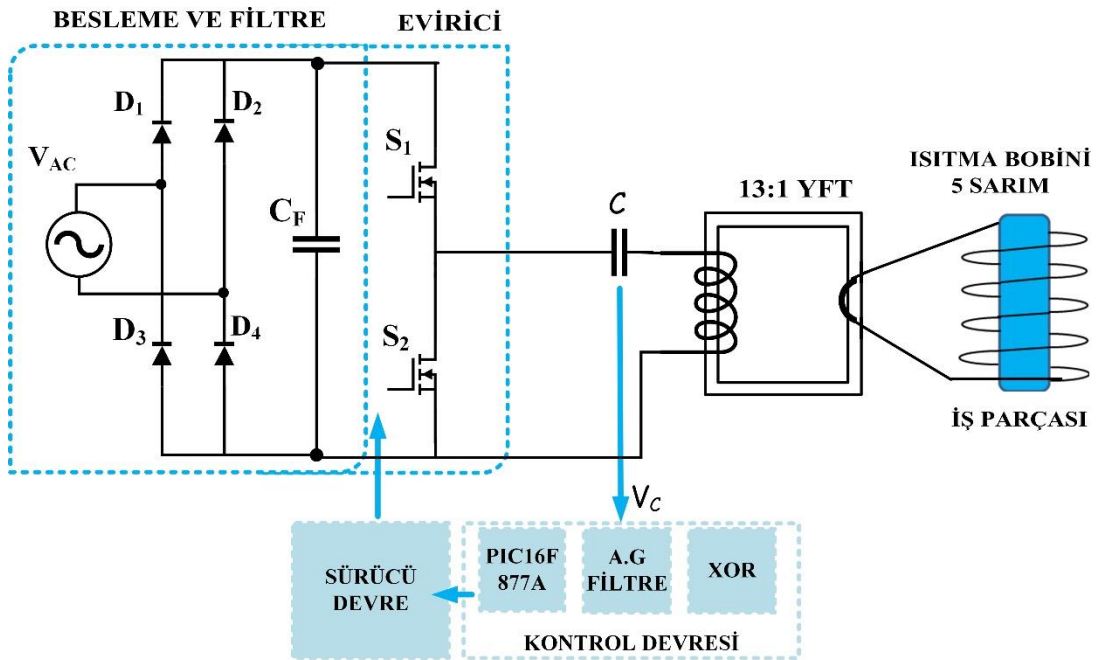 BESLEME VE FİLTRE
EVİRİCİ
D1
D2
VAC
S1
CF
C
13:1 YFT
ISITMA BOBİNİ
5 SARIM
D3
D4
S2
İŞ PARÇASI
VC
SÜRÜCÜ
DEVRE
PIC16F
877A
A.G
FİLTRE
XOR
KONTROL DEVRESİ